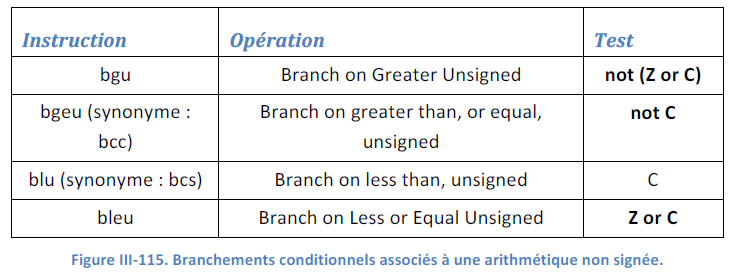 Instruction Opération Test
bgu Branch on Greater Unsigned not (Z or C)
bgeu (synonyme : Branch on greater than, or equal, not C
bcc) unsigned
blu (synonyme : bcs) Branch on less than, unsigned C
bleu Branch on Less or Equal Unsigned Z or C
Figure III-115. Branchements conditionnels associés à une arithmétique non signée.